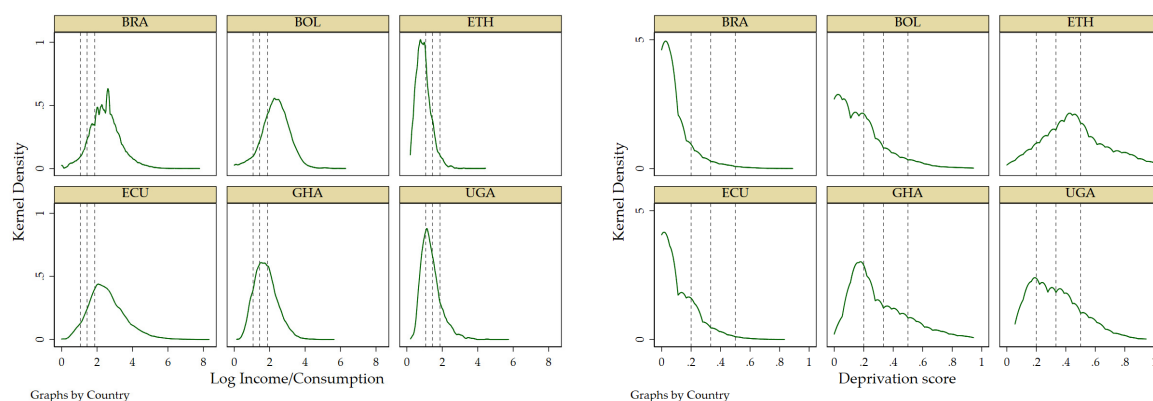 BRA BOL ETH
1
.5
0
ECU GHA UGA
1
.5
0
Kernel Density
0 2 4 6 8 0 2 4 6 8 0 2 4 6 8
Log Income/Consumption
Graphs by Country
BRA BOL ETH
5
0
ECU GHA UGA
5
0
Kernel Density
0 .2 .4 .6 .8 1 0 .2 .4 .6 .8 1 0 .2 .4 .6 .8 1
Deprivation score
Graphs by Country